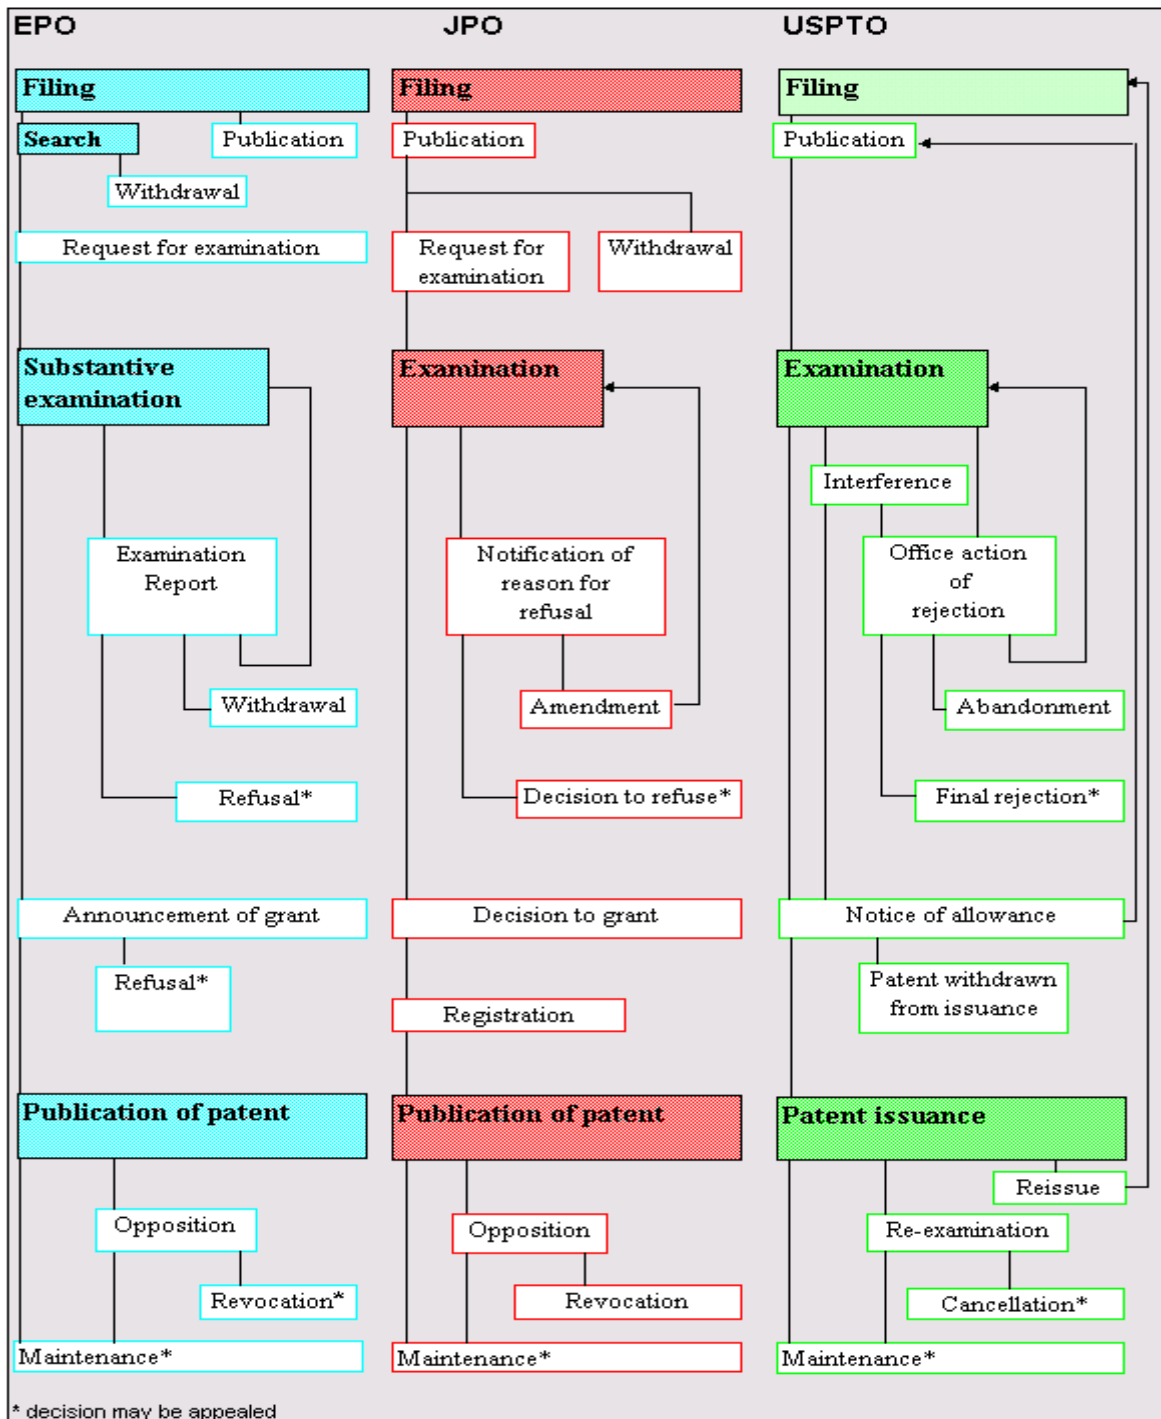 EPO
JPO
USPTO
Filing
Filing
Filing
Search
Publication
Publication
Publication
Withdrawal
Request for examination
Request for
examination
Withdrawal
Substantive
examination
Examination
Examination
Interference
Examination
Report
Notification of
reason for
refusal
Office action
of
rejection
Withdrawal
Amendment
Abandonment
Refusal*
Decision to refuse*
Final rejection*
Announcement of grant
Decision to grant
Notice of allowance
Refusal*
Patent withdrawn
from issuance
Registration
Publication of patent
Publication of patent
Patent issuance
Reissue
Opposition
Opposition
Re-examination
Revocation*
Revocation
Cancellation*
Maintenance*
Maintenance*
Maintenance*
* decision may be appealed